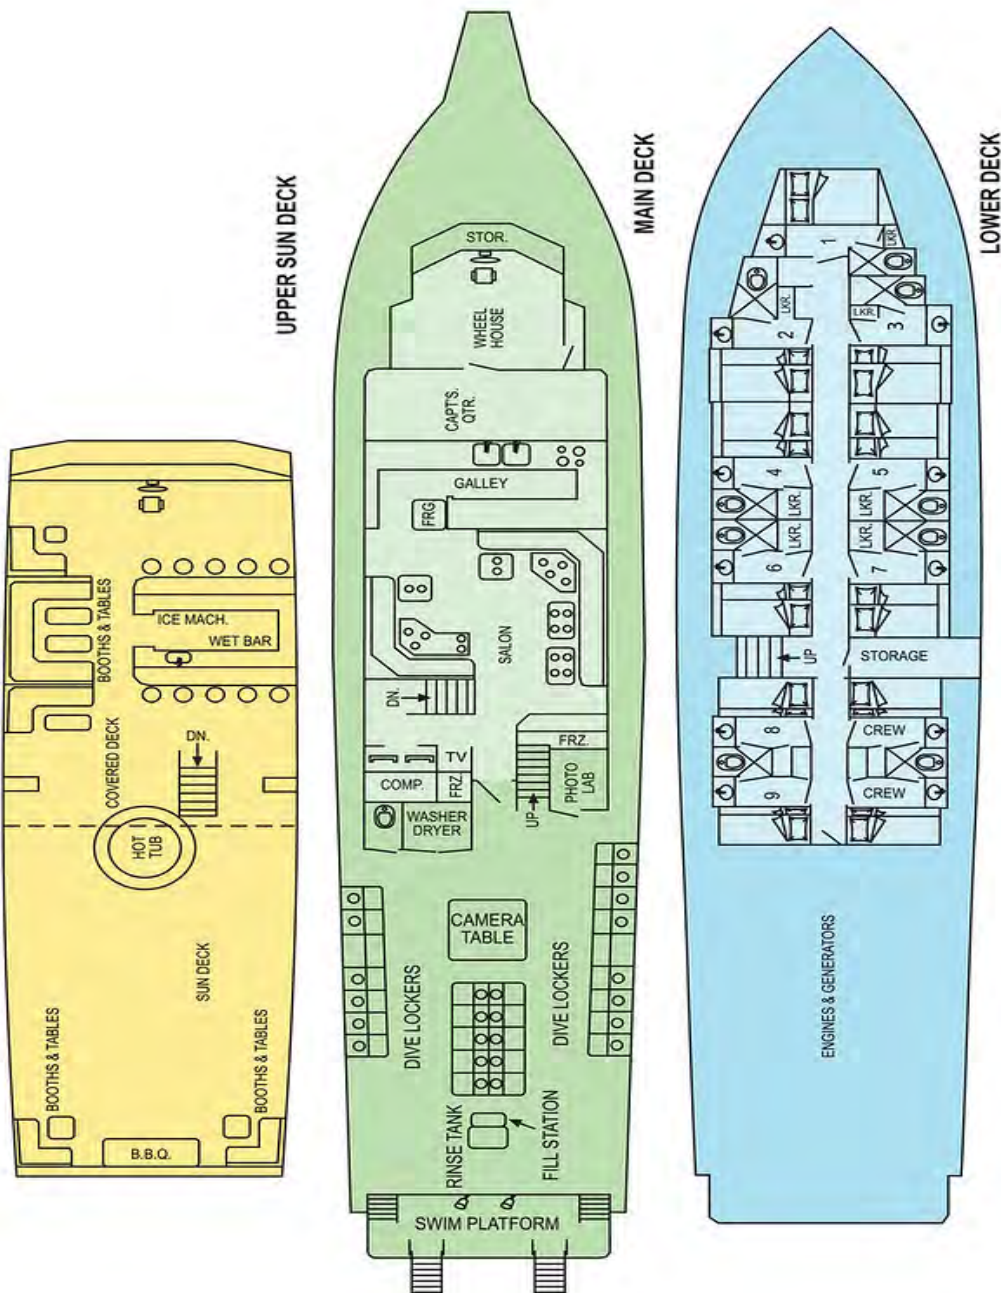 UPPER SUN DECK
BOOTHS & TABLES
ICE MACH.
WET BAR
COVERED DECK
DN.
HOT
TUB
SUN DECK
BOOTHS & TABLES
BOOTHS & TABLES
B.B.Q.
MAIN DECK
STOR.
WHEEL
HOUSE
CAPT'S.
QTR.
GALLEY
FRG
SALON
DN.
TV
FRZ.
COMP.
FRZ
PHOTO
LAB
WASHER
DRYER
UP
CAMERA
TABLE
DIVE LOCKERS
DIVE LOCKERS
RINSE TANK
FILL STATION
SWIM PLATFORM
LOWER DECK
1
LKR
LKR.
LKR.
2
3
4
5
LKR.
LKR.
LKR.
LKR.
6
7
UP
STORAGE
8
CREW
9
CREW
ENGINES & GENERATORS